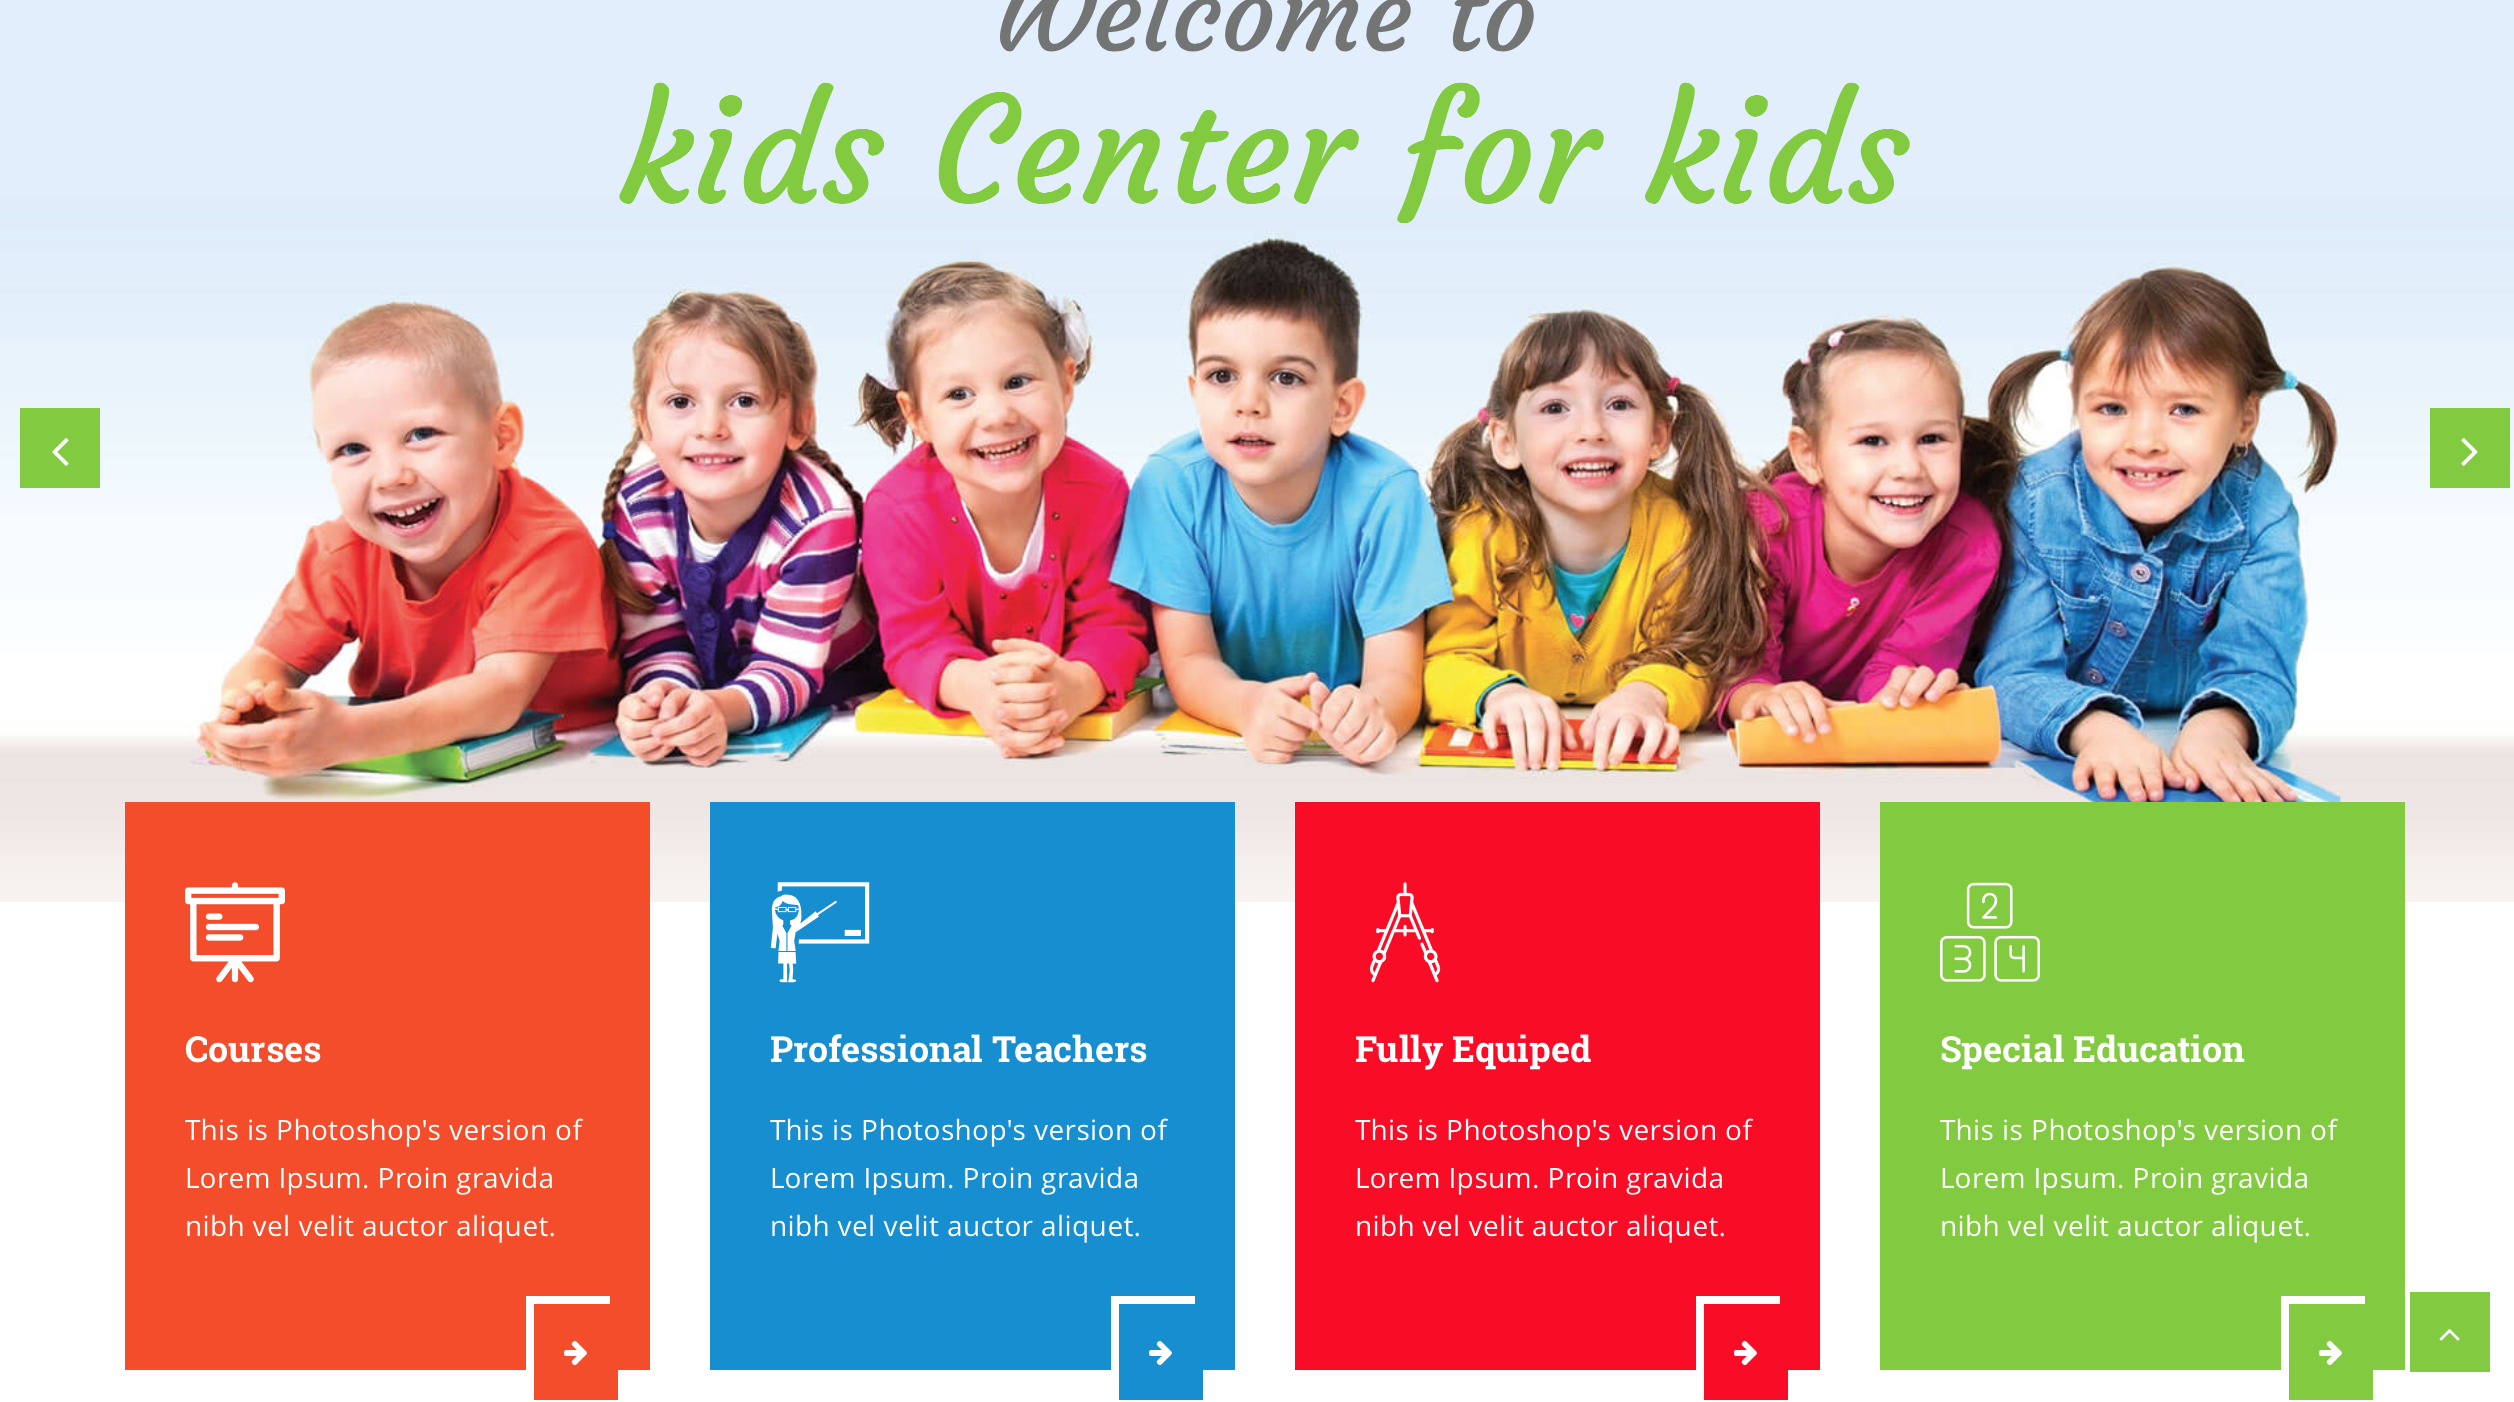 Welcome to
kids Center for kids
2
3 4
Courses
This is Photoshop's version of
Lorem Ipsum. Proin gravida
nibh vel velit auctor aliquet.
Professional Teachers
This is Photoshop's version of
Lorem Ipsum. Proin gravida
nibh vel velit auctor aliquet.
Fully Equiped
This is Photoshop's version of
Lorem Ipsum. Proin gravida
nibh vel velit auctor aliquet.
Special Education
This is Photoshop's version of
Lorem Ipsum. Proin gravida
nibh vel velit auctor aliquet.